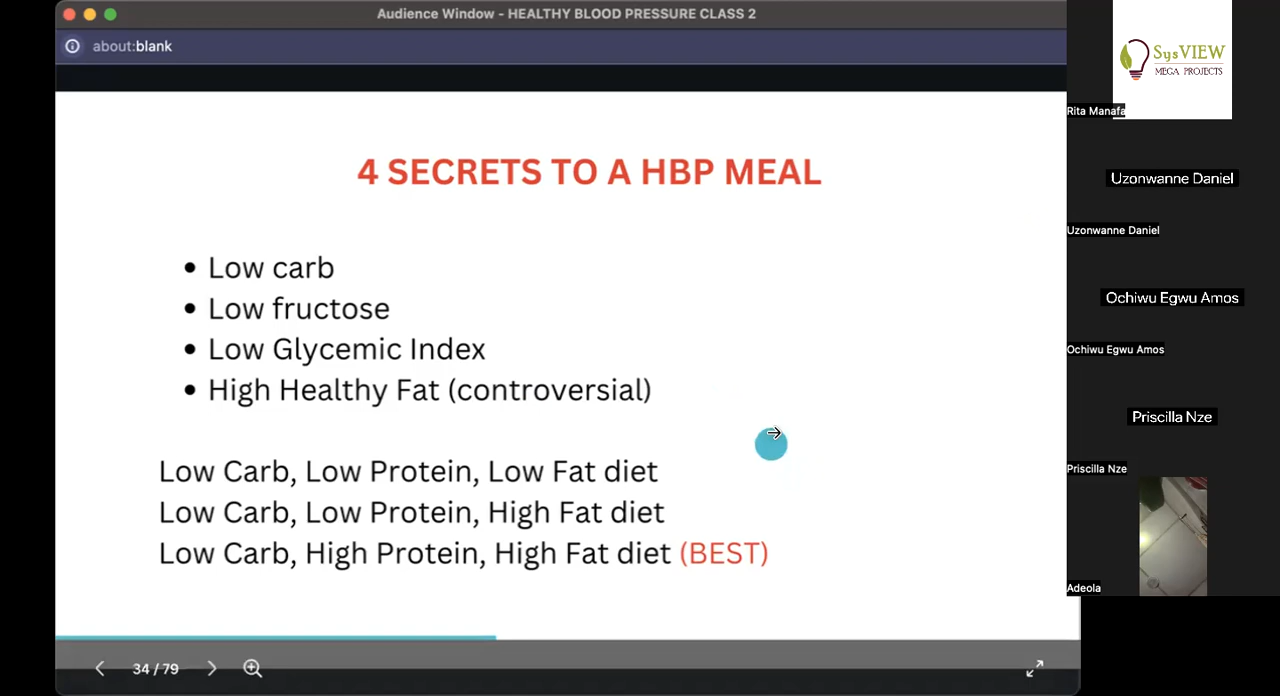 Audience Window - HEALTHY BLOOD PRESSURE CLASS 2
about:blank
4 SECRETS TO A HBP MEAL
• Low carb
• Low fructose
• Low Glycemic Index
• High Healthy Fat (controversial)
Low Carb, Low Protein, Low Fat diet
Low Carb, Low Protein, High Fat diet
Low Carb, High Protein, High Fat diet (BEST)
34 / 79
SysVIEW
MEGA PROJECTS
Rita Manafa
Uzonwanne Daniel
Uzonwanne Daniel
Ochiwu Egwu Amos
Ochiwu Egwu Amos
Priscilla Nze
Priscilla Nze
Adeola